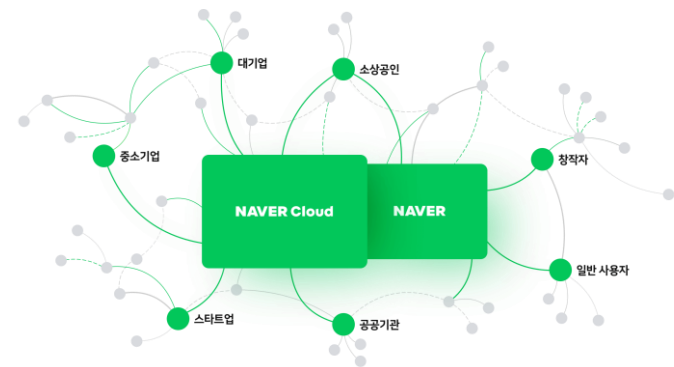 대기업
소상공인
중소기업
창작자
NAVER Cloud
NAVER
일반 사용자
스타트업
공공기관